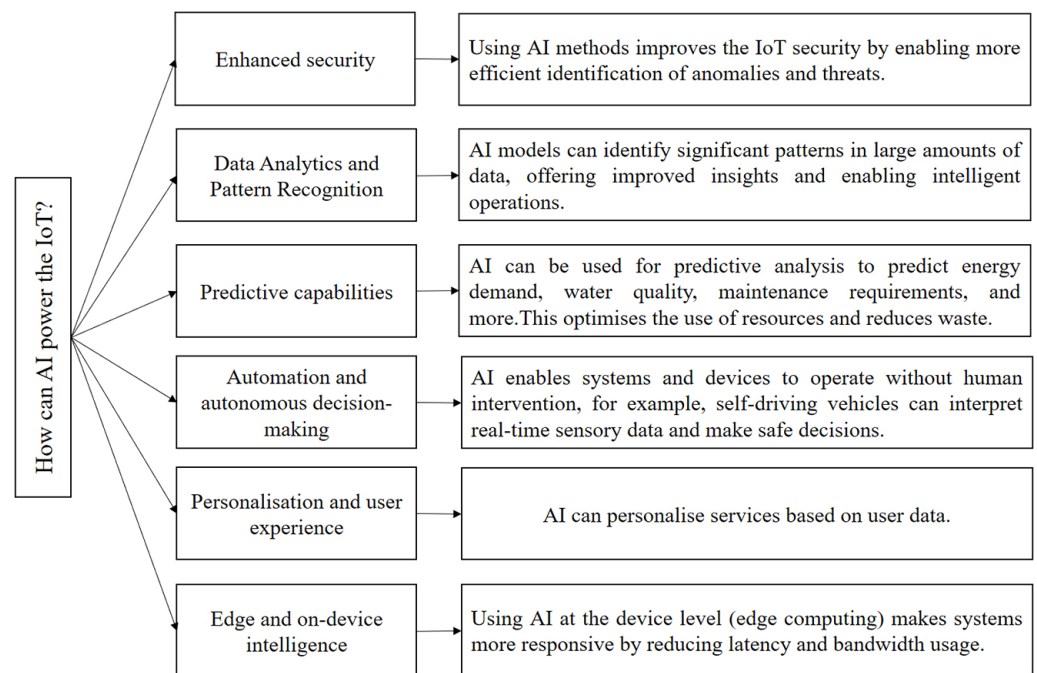 How can AI power the IoT?
Enhanced security
Using AI methods improves the IoT security by enabling more
efficient identification of anomalies and threats.
Data Analytics and
Pattern Recognition
AI models can identify significant patterns in large amounts of
data, offering improved insights and enabling intelligent
operations.
Predictive capabilities
AI can be used for predictive analysis to predict energy
demand, water quality, maintenance requirements, and
more.This optimises the use of resources and reduces waste.
Automation and
autonomous decision-
making
AI enables systems and devices to operate without human
intervention, for example, self-driving vehicles can interpret
real-time sensory data and make safe decisions.
Personalisation and user
experience
AI can personalise services based on user data.
Edge and on-device
intelligence
Using AI at the device level (edge computing) makes systems
more responsive by reducing latency and bandwidth usage.